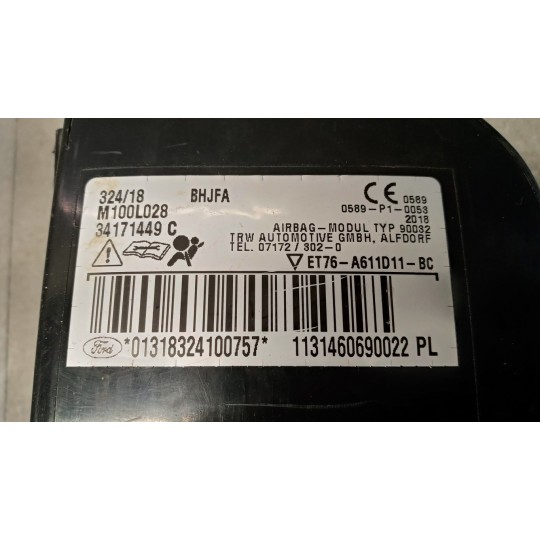 324/18 BHJFA
M100L028
34171449 C
CE 0589
0589-P1-0053
2018
AIRBAG-MODUL TYP 90032
TRW AUTOMOTIVE GMBH, ALFDORF
TEL. 07172 / 302-0
ET76-A611D11-BC
Ford *01318324100757* 1131460690022 PL